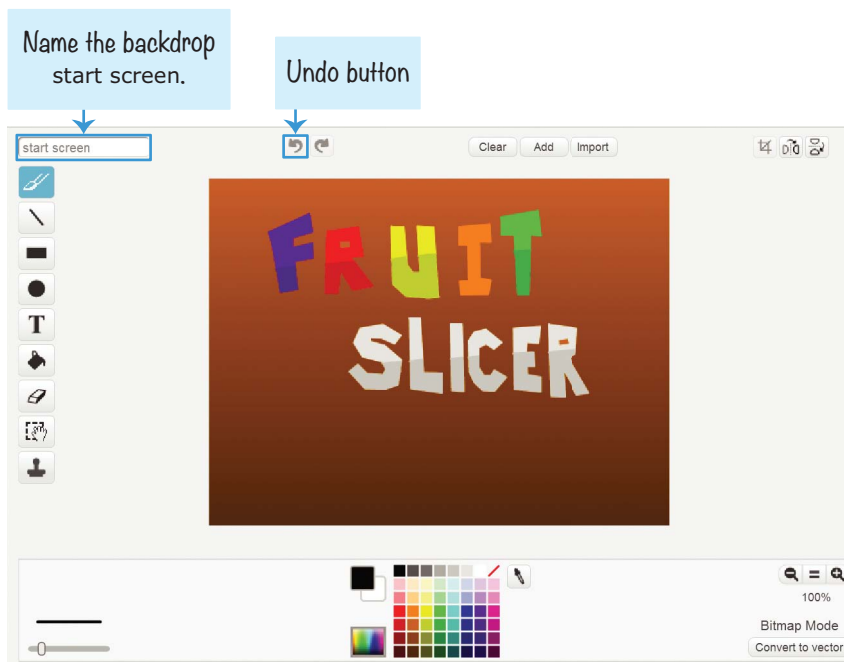 Name the backdrop
start screen.
Undo button
start screen
Clear Add Import
T
FRUIT
SLICER
100%
Bitmap Mode
Convert to vector